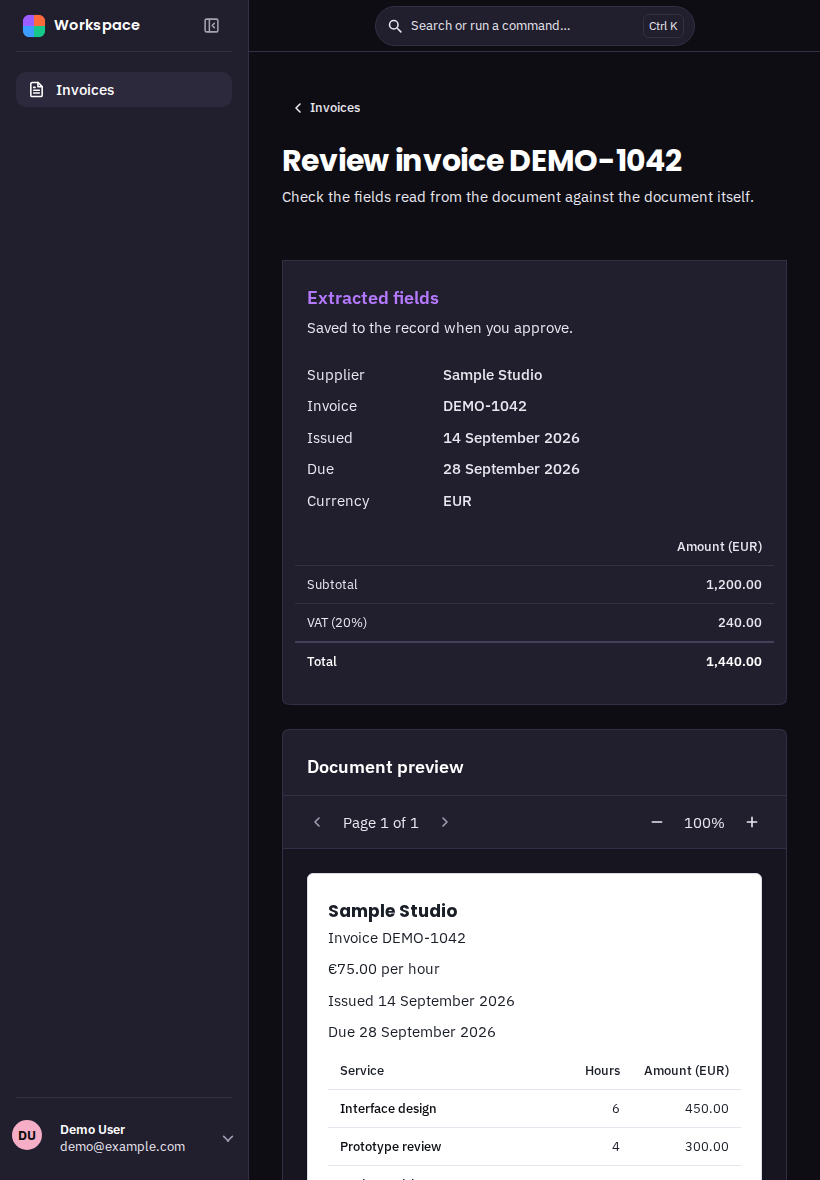 Workspace
Search or run a command...
Ctrl K
Invoices
Invoices
Review invoice DEMO-1042
Check the fields read from the document against the document itself.
Extracted fields
Saved to the record when you approve.
Supplier Sample Studio
Invoice DEMO-1042
Issued 14 September 2026
Due 28 September 2026
Currency EUR
Amount (EUR)
Subtotal 1,200.00
VAT (20%) 240.00
Total 1,440.00
Document preview
Page 1 of 1 100%
Sample Studio
Invoice DEMO-1042
€75.00 per hour
Issued 14 September 2026
Due 28 September 2026
Service Hours Amount (EUR)
Interface design 6 450.00
Prototype review 4 300.00
DU
Demo User
demo@example.com